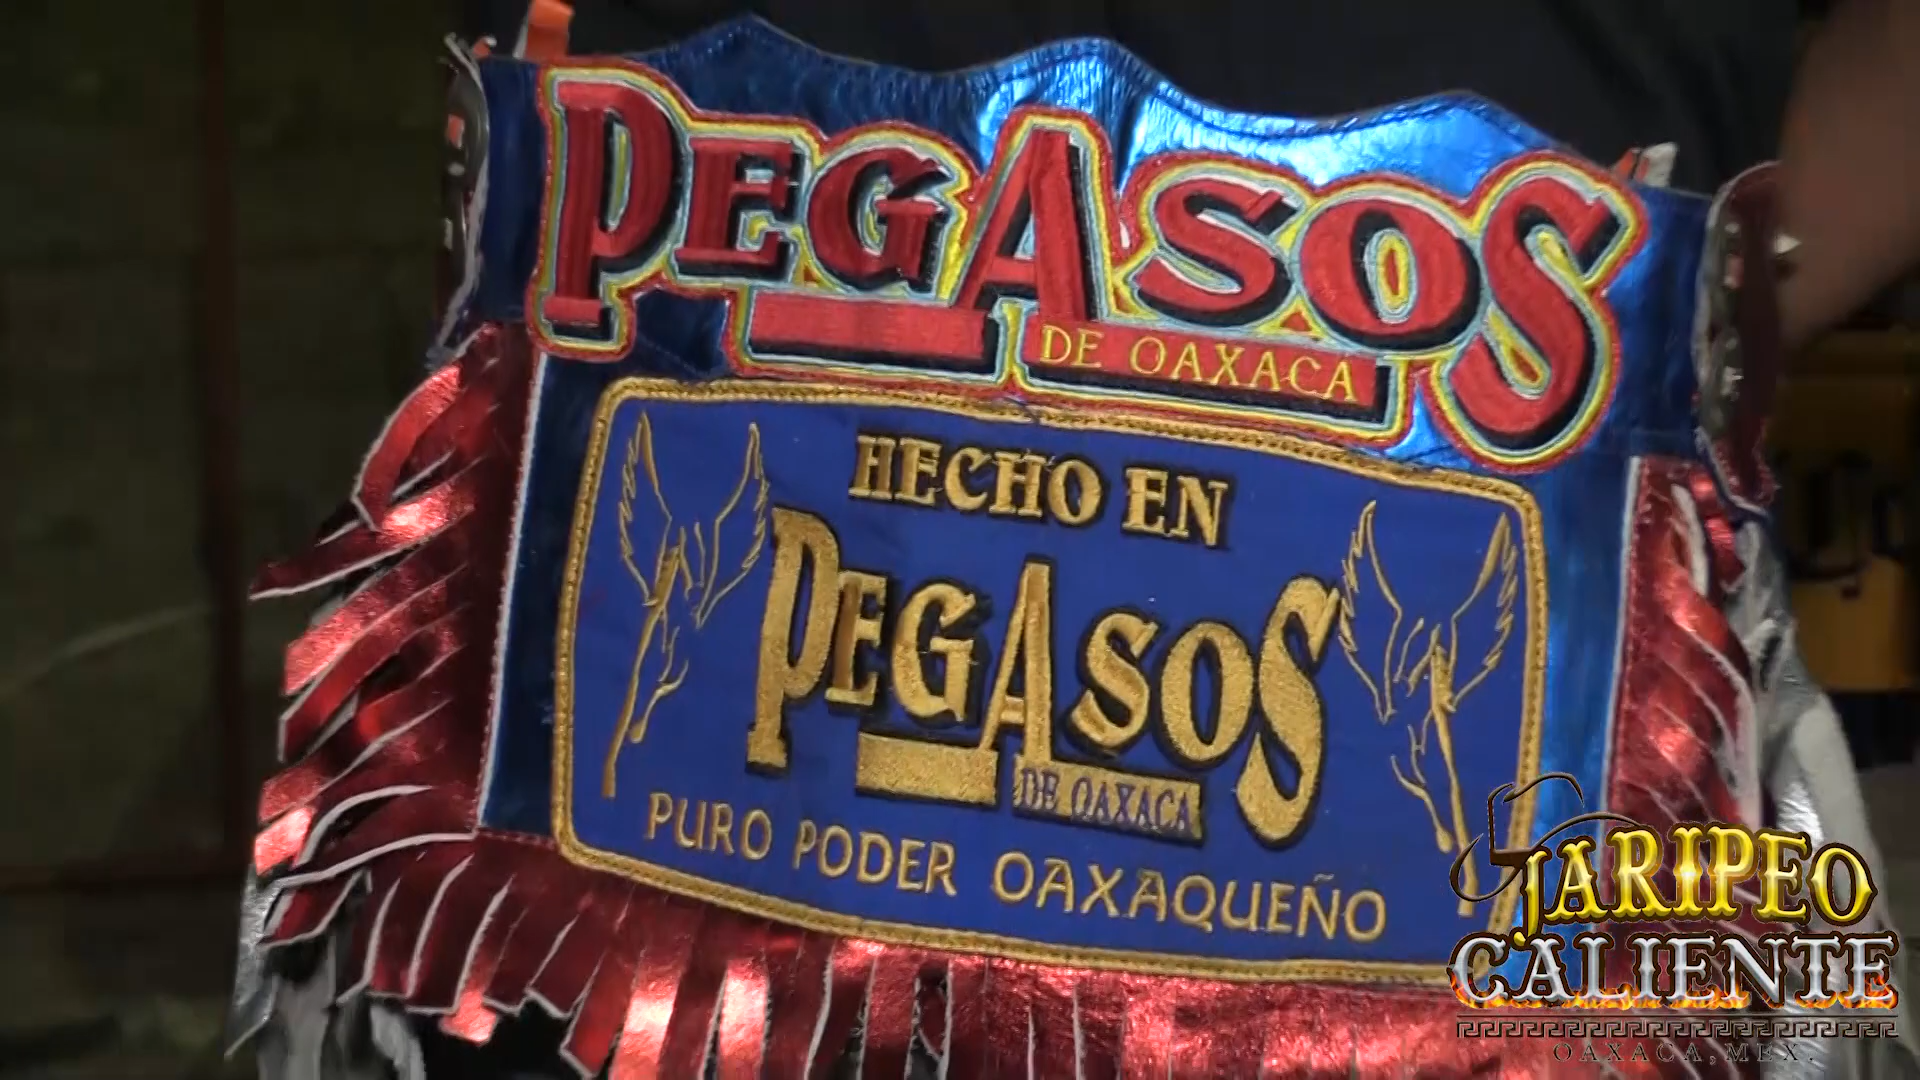 PEGASOS
DE OAXACA
HECHO EN
PEGASOS
DE OAXACA
PURO PODER OAXAQUEÑO
JARIPEO
CALIENTE
OAXACA, MEX.